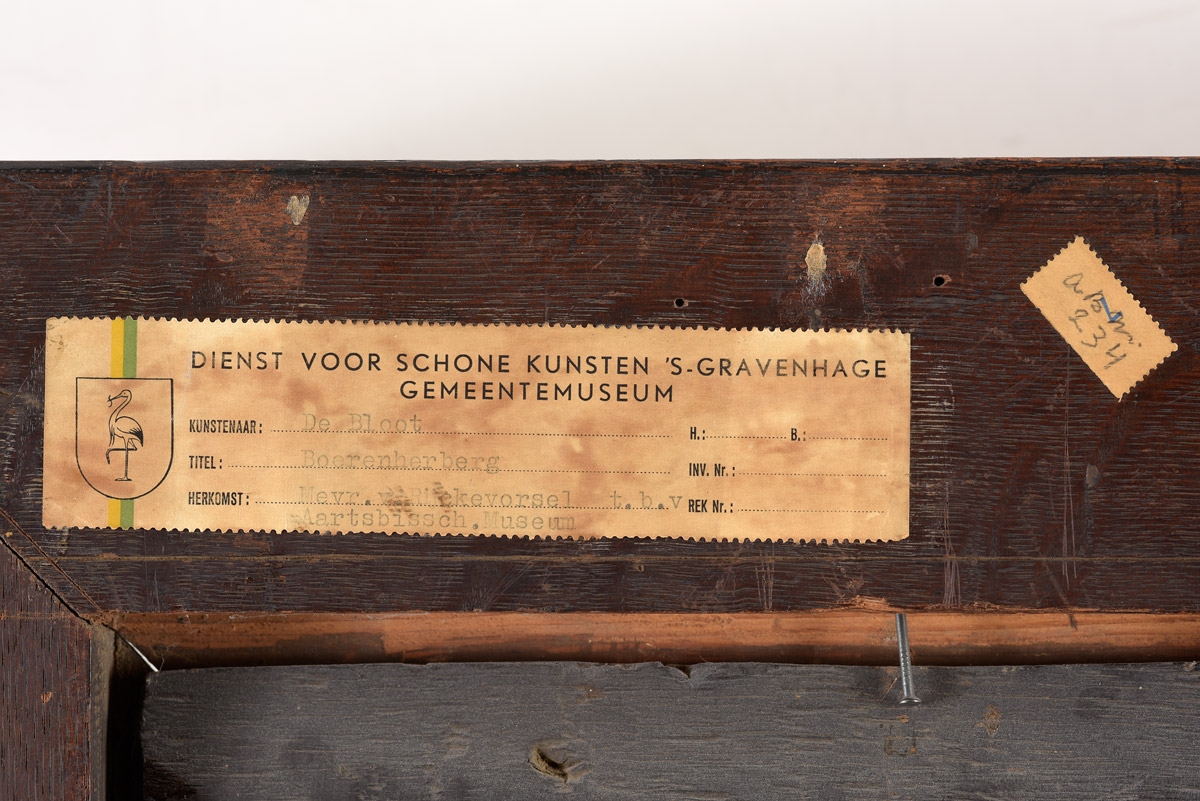 DIENST VOOR SCHONE KUNSTEN 'S-GRAVENHAGE
GEMEENTEMUSEUM
KUNSTENAAR: De Bloot H.: B.:
TITEL: Boerenherberg INV. Nr.:
HERKOMST: Mevr.v.Rijckevorsel t.b.v REK Nr.:
Aartsbissch.Museum
234